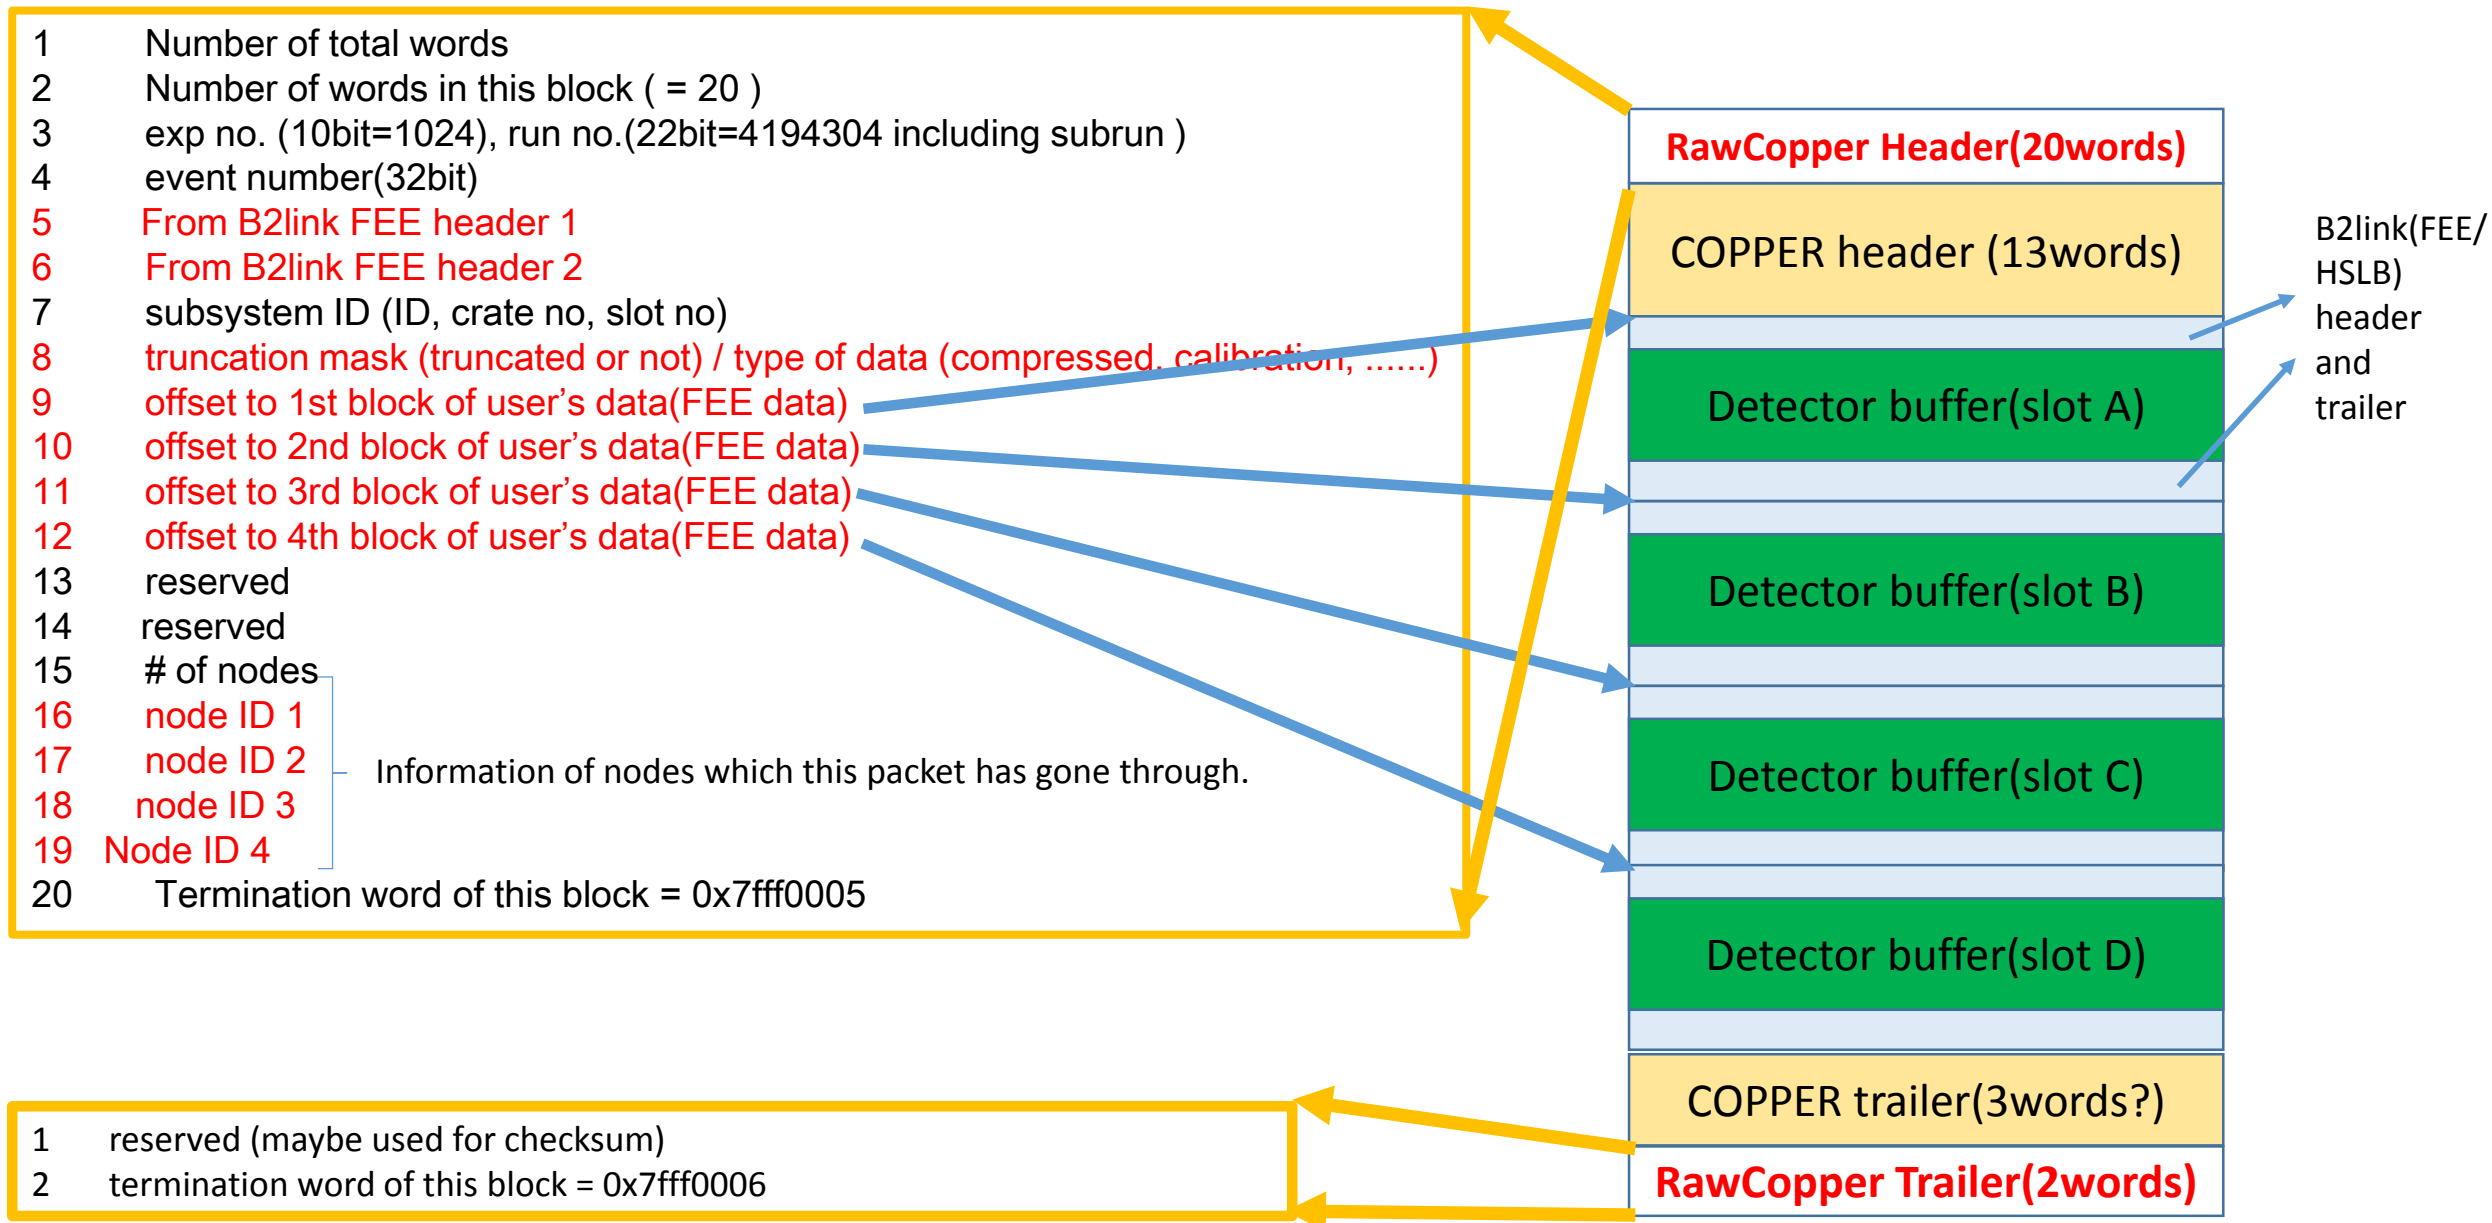 1 Number of total words
2 Number of words in this block ( = 20 )
3 exp no. (10bit=1024), run no.(22bit=4194304 including subrun )
4 event number(32bit)
5 From B2link FEE header 1
6 From B2link FEE header 2
7 subsystem ID (ID, crate no, slot no)
8 truncation mask (truncated or not) / type of data (compressed, calibration, ......)
9 offset to 1st block of user's data(FEE data)
10 offset to 2nd block of user's data(FEE data)
11 offset to 3rd block of user's data(FEE data)
12 offset to 4th block of user's data(FEE data)
13 reserved
14 reserved
15 # of nodes
16 node ID 1
17 node ID 2
18 node ID 3
19 Node ID 4
20 Termination word of this block = 0x7fff0005
Information of nodes which this packet has gone through.
1 reserved (maybe used for checksum)
2 termination word of this block = 0x7fff0006
RawCopper Header(20words)
COPPER header (13words)
Detector buffer(slot A)
Detector buffer(slot B)
Detector buffer(slot C)
Detector buffer(slot D)
COPPER trailer(3words?)
RawCopper Trailer(2words)
B2link(FEE/
HSLB)
header
and
trailer